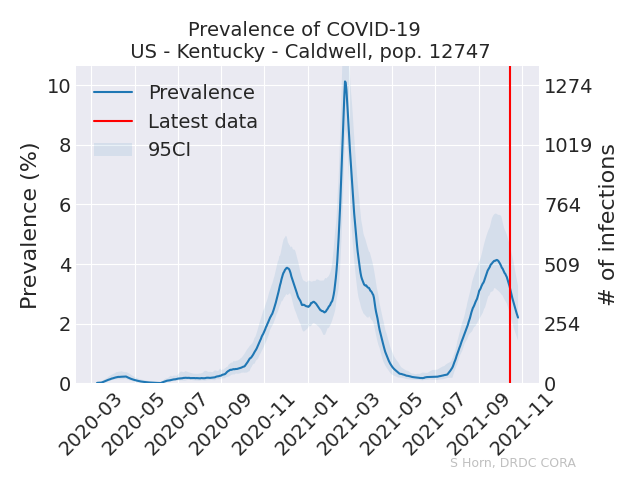 Prevalence of COVID-19
US - Kentucky - Caldwell, pop. 12747
Prevalence
Latest data
95CI
Prevalence (%)
10
8
6
4
2
0
1274
1019
764
509
254
0
# of infections
2020-03
2020-05
2020-07
2020-09
2020-11
2021-01
2021-03
2021-05
2021-07
2021-09
2021-11
S Horn, DRDC CORA